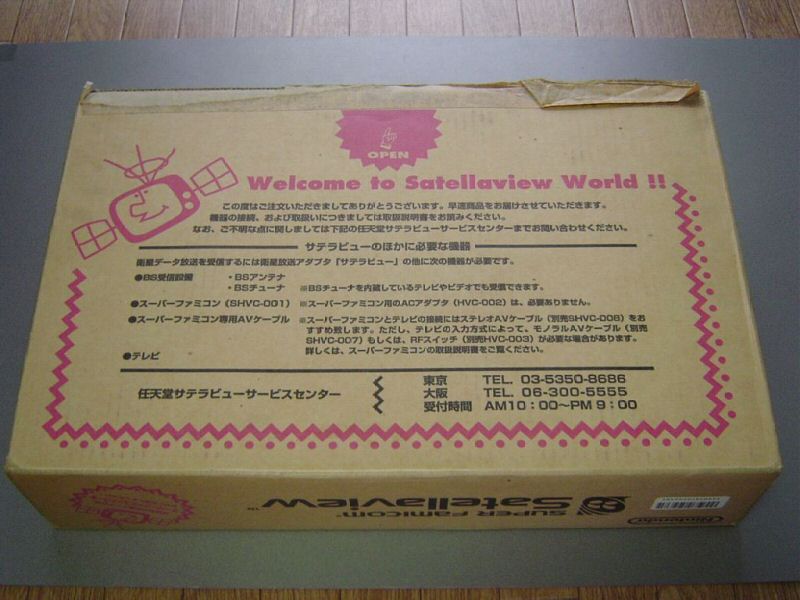 OPEN
Welcome to Satellaview World !!
この度はご注文いただきましてありがとうございます。早速商品をお届けさせていただきます。
機器の接続、および取扱いにつきましては取扱説明書をお読みください。
なお、ご不明な点に関しましては下記の任天堂サテラビューサービスセンターまでお問い合わせください。
サテラビューのほかに必要な機器
衛星データ放送を受信するには衛星放送アダプタ「サテラビュー」の他に次の機器が必要です。
●BS受信設備 ・BSアンテナ
・BSチューナ ※BSチューナを内蔵しているテレビやビデオでも受信できます。
●スーパーファミコン（SHVC-001） ※スーパーファミコン用のACアダプタ（HVC-002）は、必要ありません。
●スーパーファミコン専用AVケーブル ※スーパーファミコンとテレビの接続にはステレオAVケーブル（別売SHVC-008）をお
すすめ致します。ただし、テレビの入力方式によって、モノラルAVケーブル（別売
SHVC-007）もしくは、RFスイッチ（別売HVC-003）が必要な場合があります。
詳しくは、スーパーファミコンの取扱説明書をご覧ください。
●テレビ
任天堂サテラビューサービスセンター
東京 TEL. 03-5350-8686
大阪 TEL. 06-300-5555
受付時間 AM10：00〜PM 9：00
Nintendo
SUPER FAMICOM™
Satellaview™